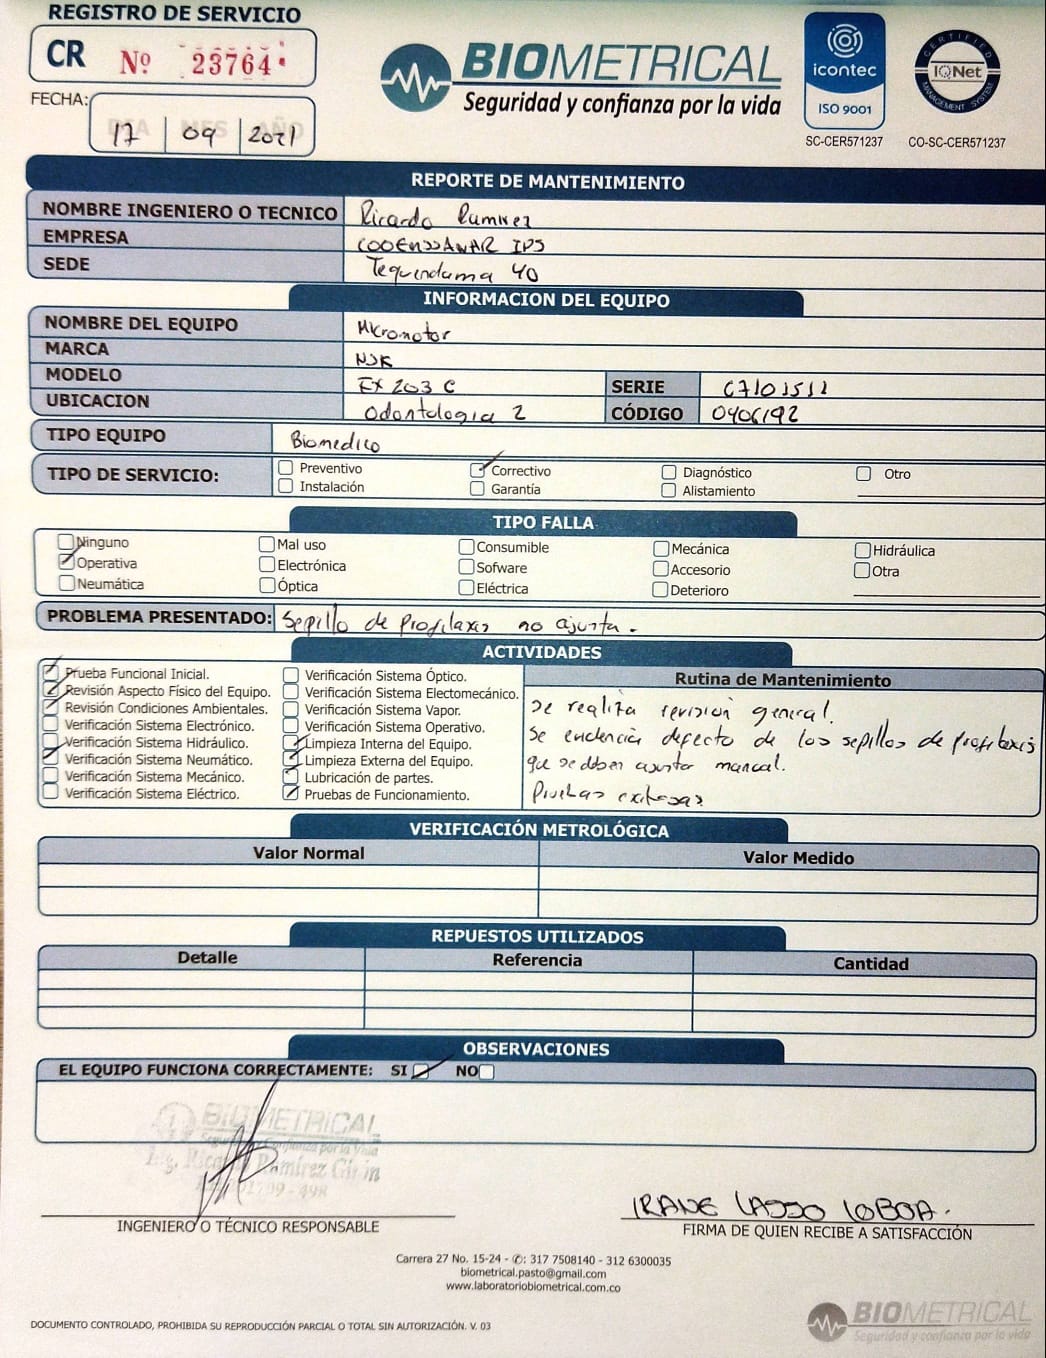 REGISTRO DE SERVICIO
CR Nº 23764
FECHA:
DIA MES AÑO
17 09 2021
BIOMETRICAL
Seguridad y confianza por la vida
icontec
ISO 9001
SC-CER571237
CERTIFIED
IQNet
MANAGEMENT SYSTEM
CO-SC-CER571237
REPORTE DE MANTENIMIENTO
NOMBRE INGENIERO O TECNICO Ricardo Ramirez
EMPRESA COOEMSSANAR IPS
SEDE Tequendama 40
INFORMACION DEL EQUIPO
NOMBRE DEL EQUIPO Micromotor
MARCA NSK
MODELO EX 203 C SERIE C7101511
UBICACION Odontologia 2 CÓDIGO 0406192
TIPO EQUIPO Biomedico
TIPO DE SERVICIO: Preventivo Correctivo Diagnóstico Otro
Instalación Garantía Alistamiento
TIPO FALLA
Ninguno Mal uso Consumible Mecánica Hidráulica
Operativa Electrónica Sofware Accesorio Otra
Neumática Óptica Eléctrica Deterioro
PROBLEMA PRESENTADO: Sepillo de profilaxis no ajusta.
ACTIVIDADES
Prueba Funcional Inicial. Verificación Sistema Óptico. Rutina de Mantenimiento
Revisión Aspecto Físico del Equipo. Verificación Sistema Electomecánico.
Revisión Condiciones Ambientales. Verificación Sistema Vapor. Se realiza revisión general.
Verificación Sistema Electrónico. Verificación Sistema Operativo.
Verificación Sistema Hidráulico. Limpieza Interna del Equipo. Se evidencia defecto de los sepillos de profilaxis
Verificación Sistema Neumático. Limpieza Externa del Equipo. que se deben ajustar manual.
Verificación Sistema Mecánico. Lubricación de partes.
Verificación Sistema Eléctrico. Pruebas de Funcionamiento. Pruebas exitosas
VERIFICACIÓN METROLÓGICA
Valor Normal Valor Medido
REPUESTOS UTILIZADOS
Detalle Referencia Cantidad
OBSERVACIONES
EL EQUIPO FUNCIONA CORRECTAMENTE: SI NO
BIOMETRICAL
Seguridad y Confianza por la Vida
Ing. Ricardo Ramírez
IRANE LASSO LOBOA.
INGENIERO O TÉCNICO RESPONSABLE FIRMA DE QUIEN RECIBE A SATISFACCIÓN
Carrera 27 No. 15-24 - ✆: 317 7508140 - 312 6300035
biometrical.pasto@gmail.com
www.laboratoriobiometrical.com.co
DOCUMENTO CONTROLADO, PROHIBIDA SU REPRODUCCIÓN PARCIAL O TOTAL SIN AUTORIZACIÓN. V. 03
BIOMETRICAL
Seguridad y confianza por la vida